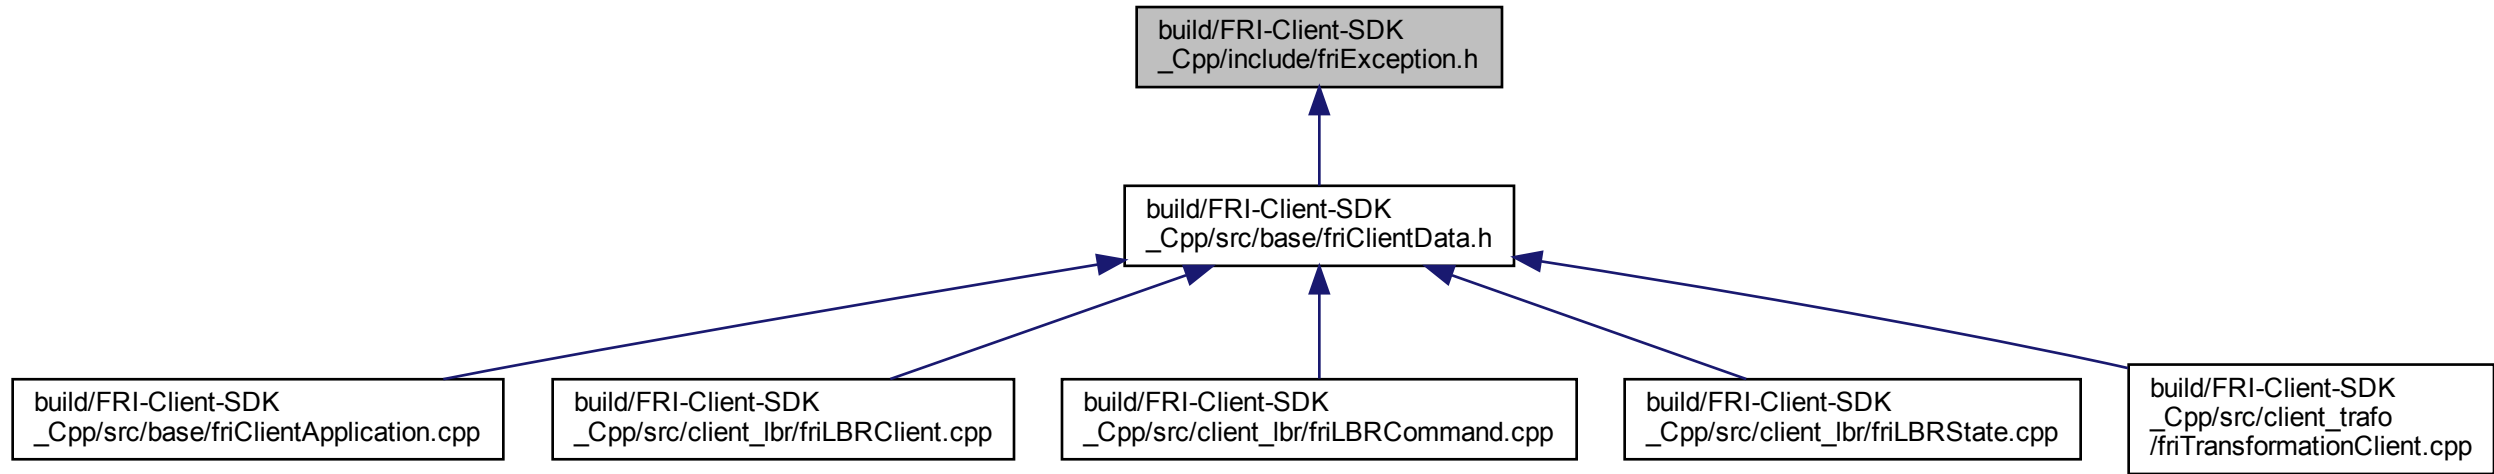 build/FRI-Client-SDK
_Cpp/include/friException.h
build/FRI-Client-SDK
_Cpp/src/base/friClientData.h
build/FRI-Client-SDK
_Cpp/src/base/friClientApplication.cpp
build/FRI-Client-SDK
_Cpp/src/client_lbr/friLBRClient.cpp
build/FRI-Client-SDK
_Cpp/src/client_lbr/friLBRCommand.cpp
build/FRI-Client-SDK
_Cpp/src/client_lbr/friLBRState.cpp
build/FRI-Client-SDK
_Cpp/src/client_trafo
/friTransformationClient.cpp